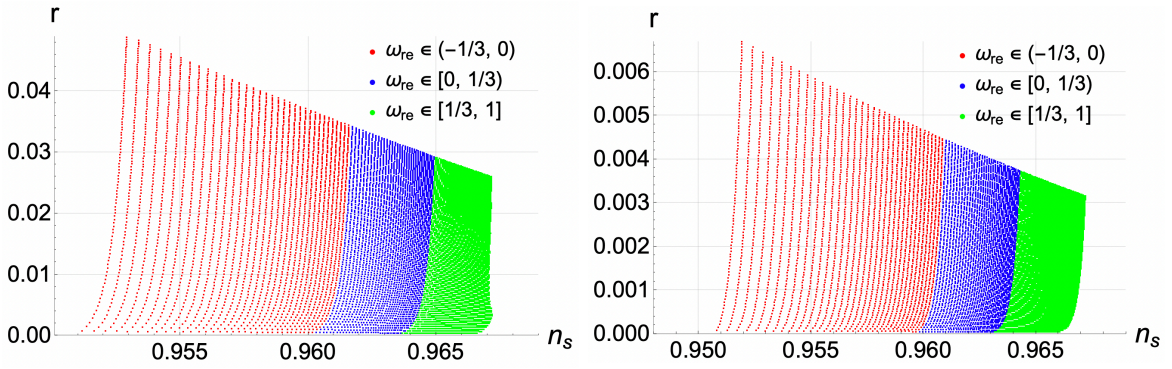 r
ω_re ∈ (−1/3, 0)
ω_re ∈ [0, 1/3)
ω_re ∈ [1/3, 1]
0.04
0.03
0.02
0.01
0.00
0.955 0.960 0.965
n_s
r
ω_re ∈ (−1/3, 0)
ω_re ∈ [0, 1/3)
ω_re ∈ [1/3, 1]
0.006
0.005
0.004
0.003
0.002
0.001
0.000
0.950 0.955 0.960 0.965
n_s